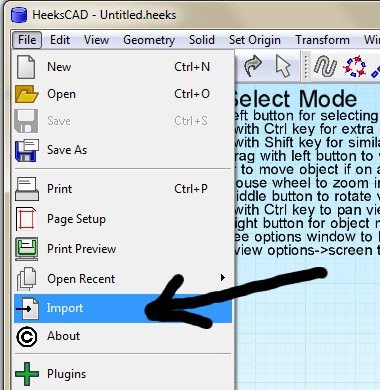 HeeksCAD - Untitled.heeks
File Edit View Geometry Solid Set Origin Transform Win
New Ctrl+N
Open Ctrl+O
Save Ctrl+S
Save As
Print Ctrl+P
Page Setup
Print Preview
Open Recent
Import
About
Plugins
Select Mode
eft button for selecting
with Ctrl key for extra
with Shift key for simila
drag with left button to
to move object if on a
ouse wheel to zoom in
iddle button to rotate v
with Ctrl key to pan vie
ight button for object m
ee options window to
view options->screen t